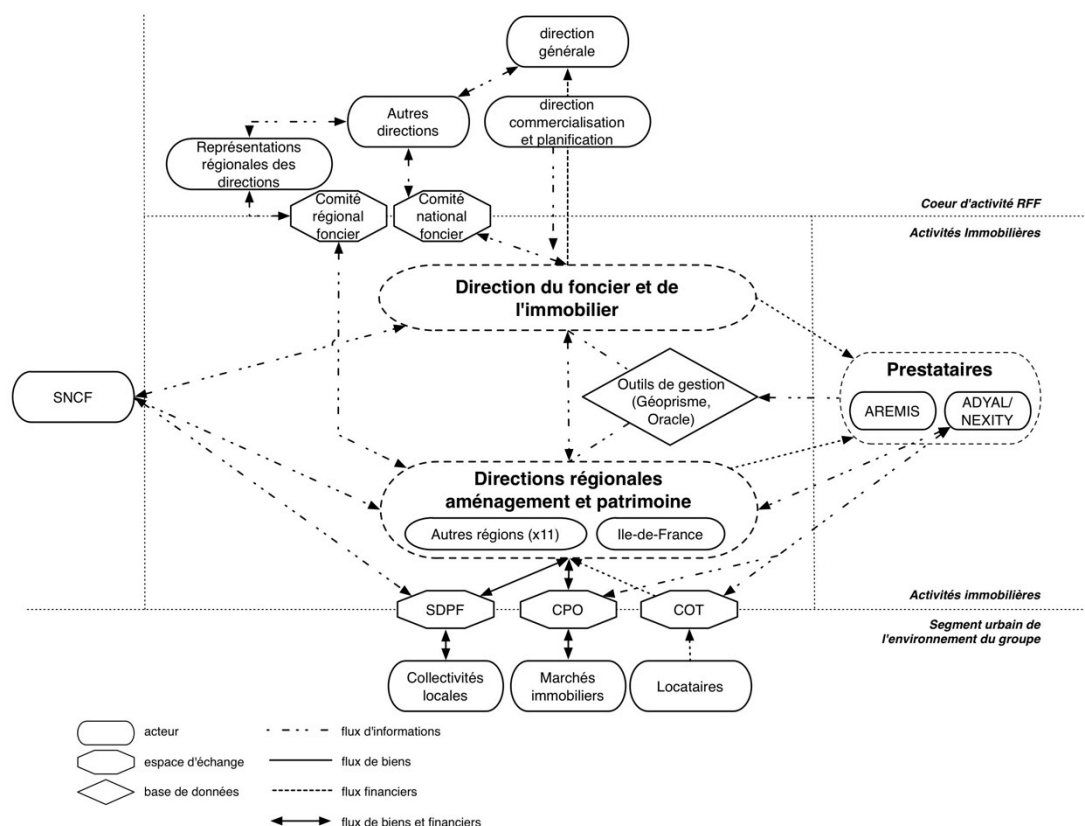 direction
générale
Autres
directions
direction
commercialisation
et planification
Représentations
régionales des
directions
Comité
régional
foncier
Comité
national
foncier
Coeur d'activité RFF
Activités Immobilières
Direction du foncier et de
l'immobilier
SNCF
Outils de gestion
(Géoprisme,
Oracle)
Prestataires
AREMIS
ADYAL/
NEXITY
Directions régionales
aménagement et patrimoine
Autres régions (x11)
Ile-de-France
SDPF
CPO
COT
Activités immobilières
Segment urbain de
l'environnement du groupe
Collectivités
locales
Marchés
immobiliers
Locataires
acteur
espace d'échange
base de données
flux d'informations
flux de biens
flux financiers
flux de biens et financiers